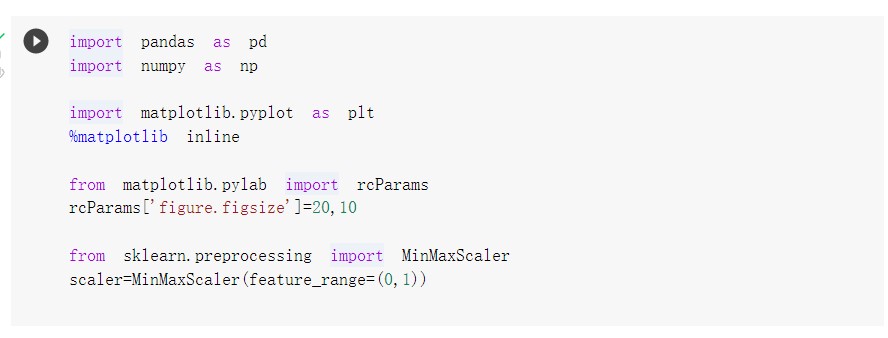 import pandas as pd
import numpy as np
import matplotlib.pyplot as plt
%matplotlib inline
from matplotlib.pylab import rcParams
rcParams['figure.figsize']=20,10
from sklearn.preprocessing import MinMaxScaler
scaler=MinMaxScaler(feature_range=(0,1))